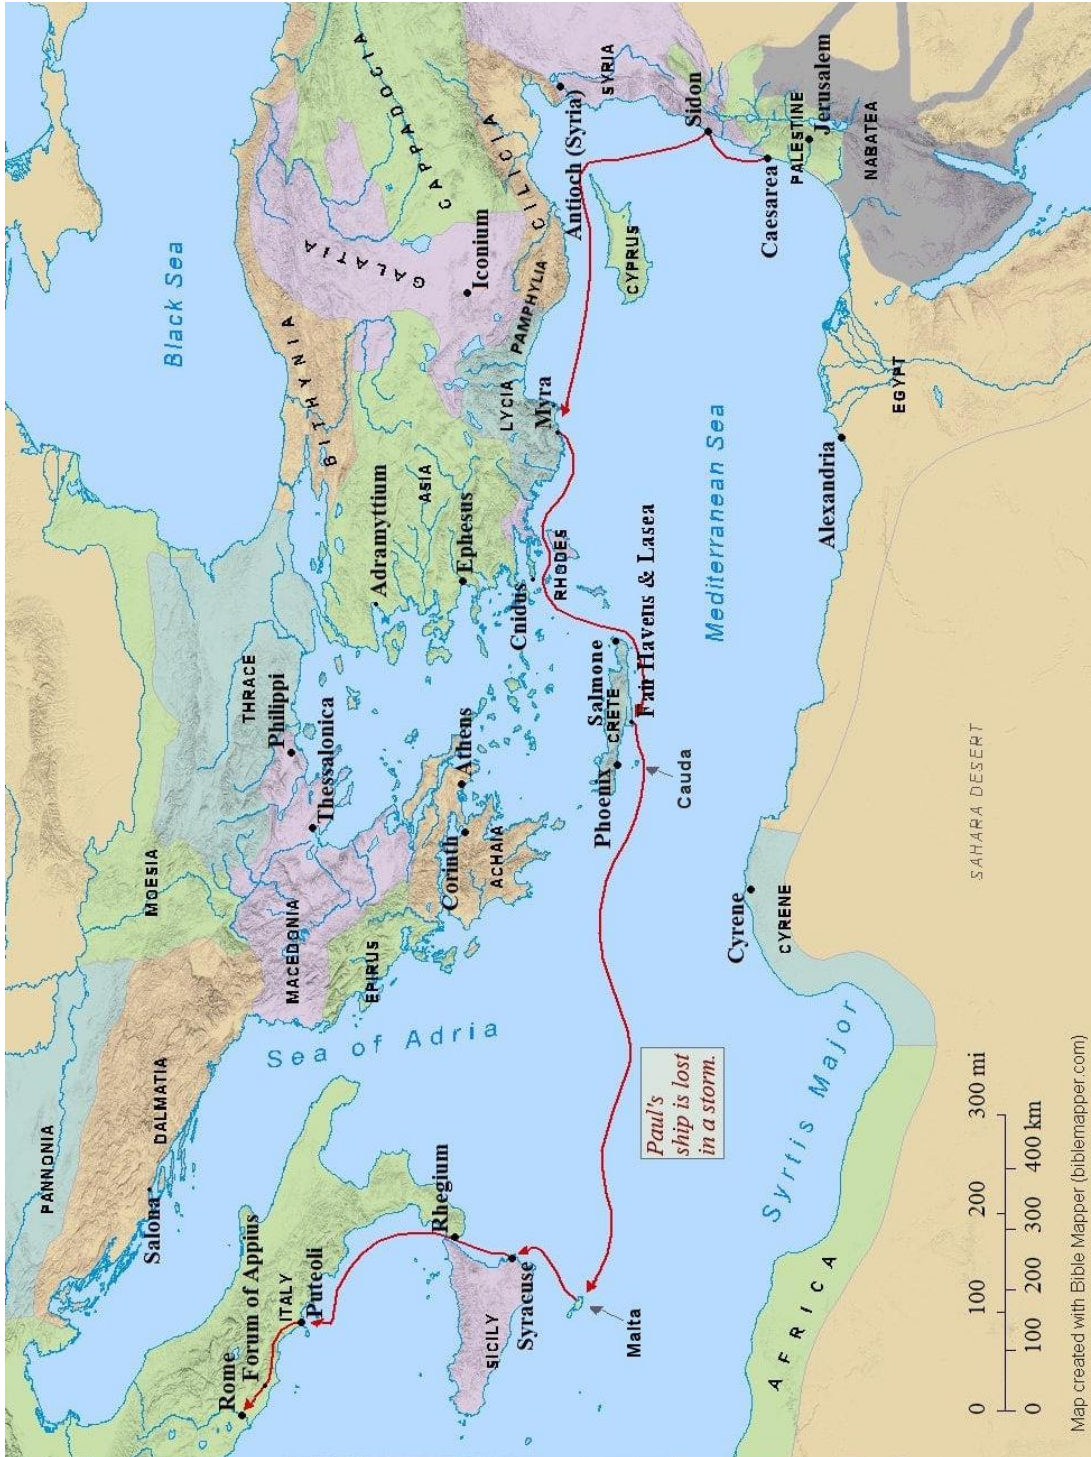 Black Sea
PANNONIA
MOESIA
DALMATIA
Salona
THRACE
Philippi
Thessalonica
MACEDONIA
EPIRUS
Sea of Adria
BITHYNIA
GALATIA
CAPPADOCIA
CILICIA
PAMPHYLIA
LYCIA
ASIA
Adramyttium
Ephesus
Iconium
Antioch (Syria)
SYRIA
Rome
Forum of Appius
ITALY
Puteoli
Rhegium
SICILY
Syracuse
Malta
Athens
Corinth
ACHAIA
Cnidus
RHODES
Myra
Salmone
CRETE
Phoenix
Fair Havens & Lasea
Cauda
CYPRUS
Sidon
Caesarea
PALESTINE
Jerusalem
NABATEA
Mediterranean Sea
Paul's
ship is lost
in a storm.
Syrtis Major
Cyrene
CYRENE
Alexandria
EGYPT
AFRICA
SAHARA DESERT
0 100 200 300 mi
0 100 200 300 400 km
Map created with Bible Mapper (biblemapper.com)